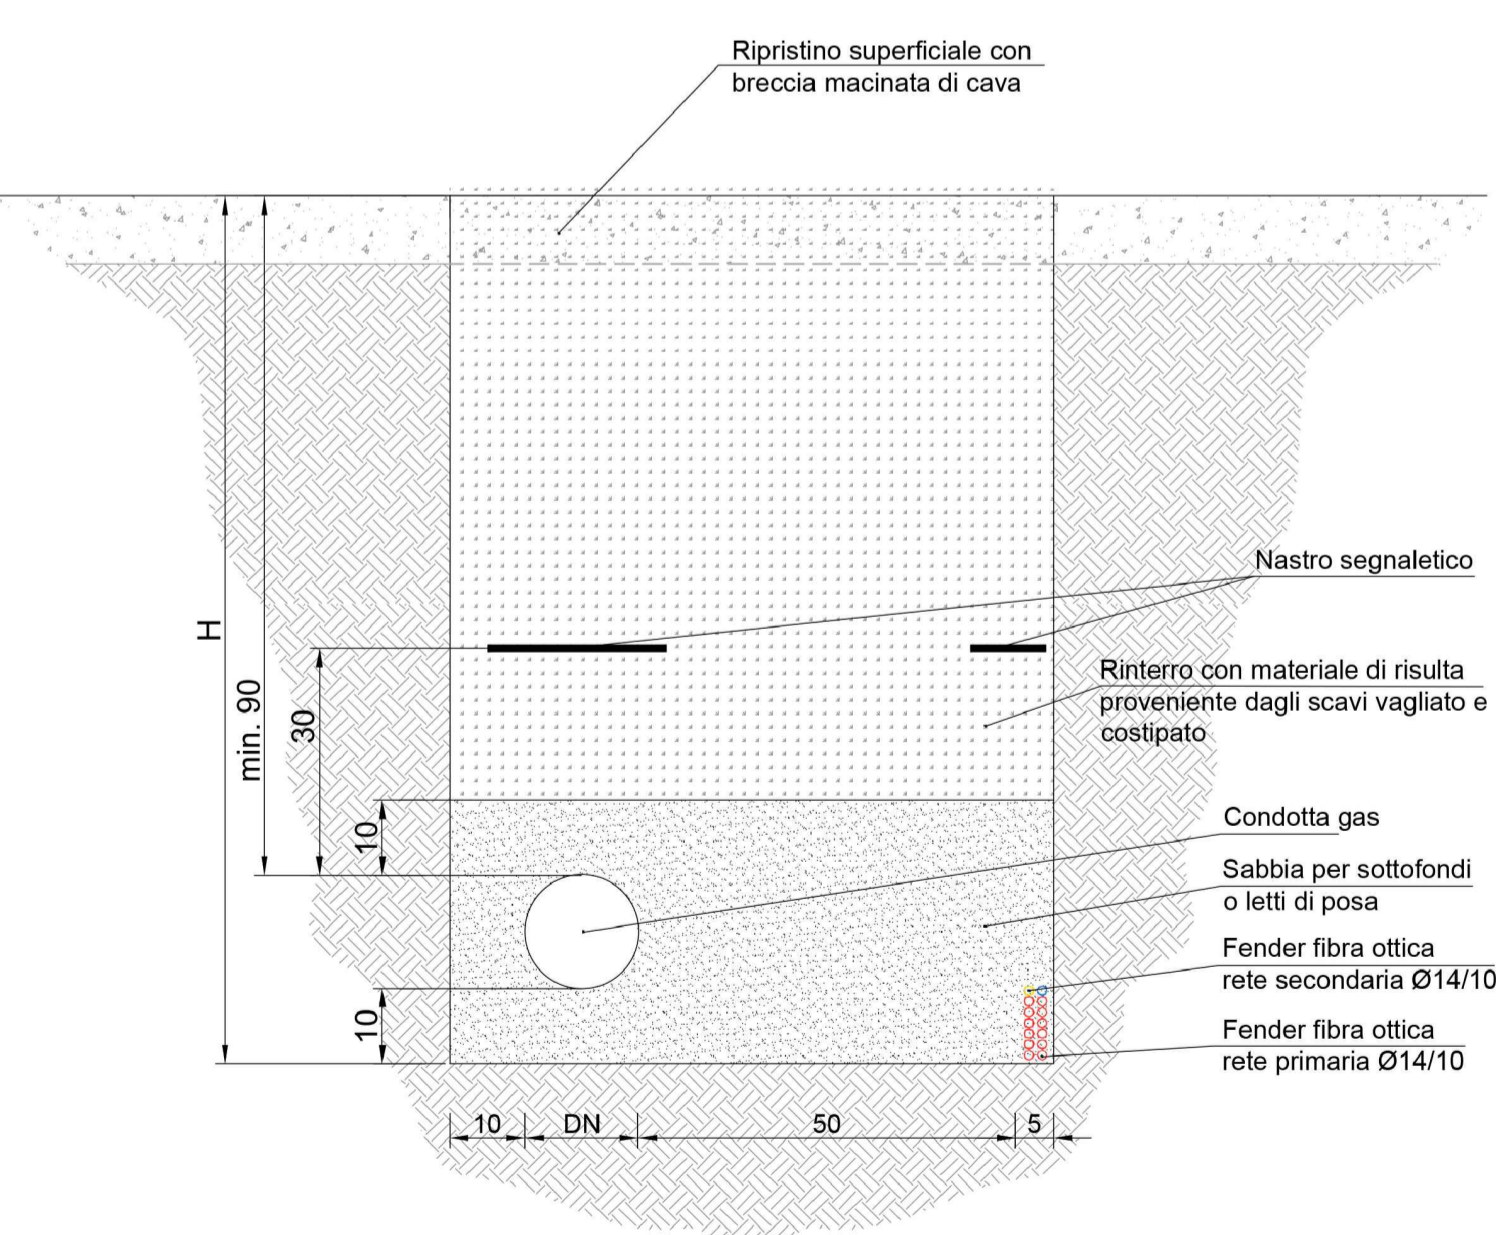 Ripristino superficiale con
breccia macinata di cava
Nastro segnaletico
H
min. 90
30
Rinterro con materiale di risulta
proveniente dagli scavi vagliato e
costipato
10
Condotta gas
Sabbia per sottofondi
o letti di posa
Fender fibra ottica
rete secondaria Ø14/10
10
Fender fibra ottica
rete primaria Ø14/10
10 DN 50 5